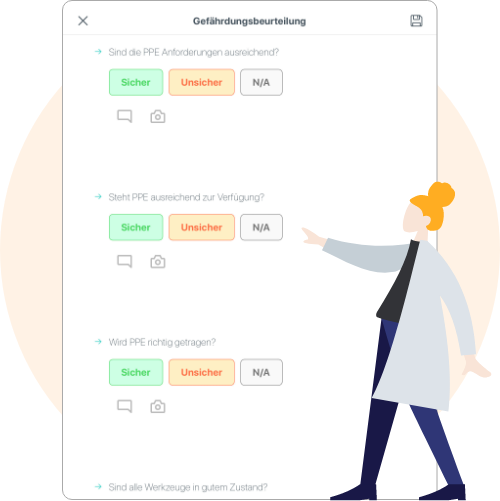 Gefährdungsbeurteilung
Sind die PPE Anforderungen ausreichend?
Sicher Unsicher N/A
Steht PPE ausreichend zur Verfügung?
Sicher Unsicher N/A
Wird PPE richtig getragen?
Sicher Unsicher N/A
Sind alle Werkzeuge in gutem Zustand?